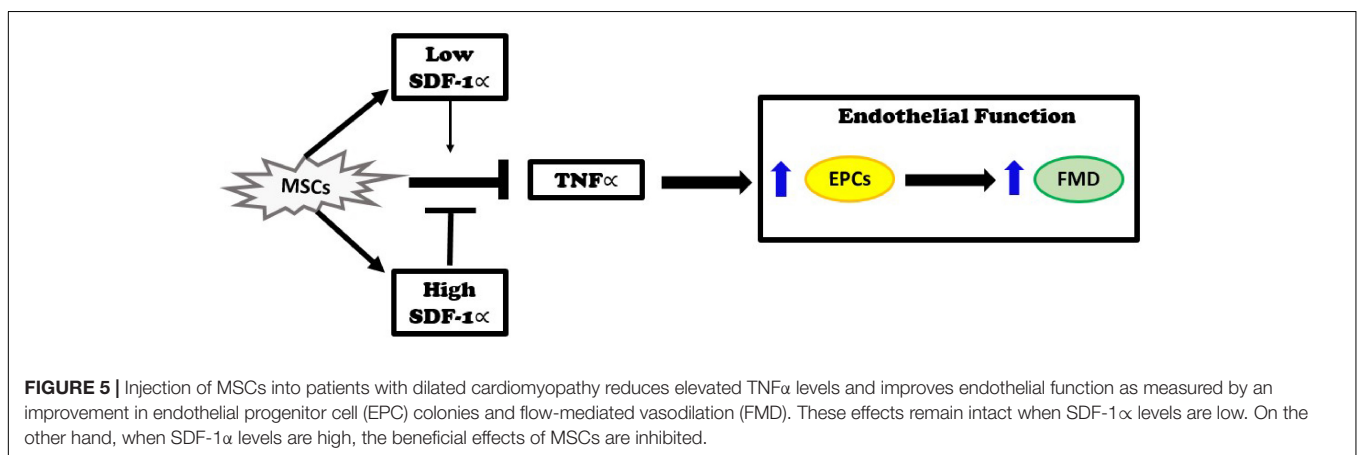 Low
SDF-1∝
MSCs
TNF∝
High
SDF-1∝
Endothelial Function
EPCs
FMD
FIGURE 5 | Injection of MSCs into patients with dilated cardiomyopathy reduces elevated TNFα levels and improves endothelial function as measured by an
improvement in endothelial progenitor cell (EPC) colonies and flow-mediated vasodilation (FMD). These effects remain intact when SDF-1∝ levels are low. On the
other hand, when SDF-1α levels are high, the beneficial effects of MSCs are inhibited.